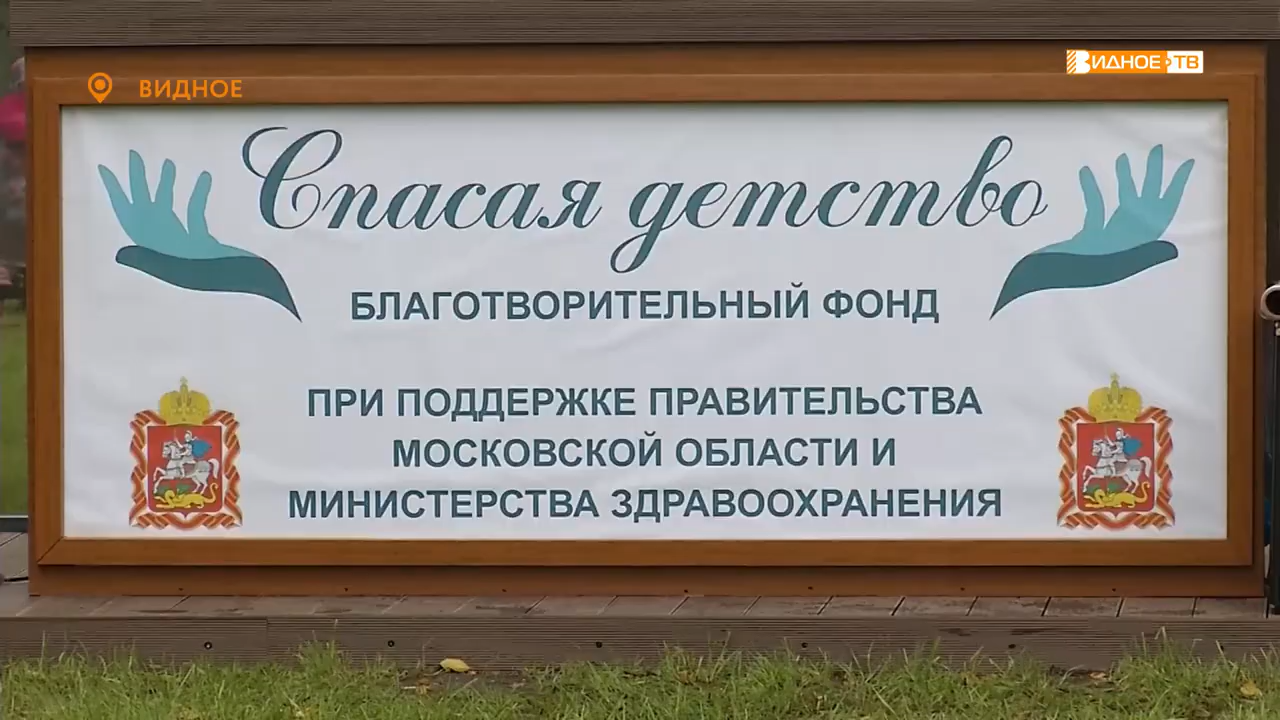 ВИДНОЕ
ВИДНОЕ ТВ
Спасая детство
БЛАГОТВОРИТЕЛЬНЫЙ ФОНД
ПРИ ПОДДЕРЖКЕ ПРАВИТЕЛЬСТВА
МОСКОВСКОЙ ОБЛАСТИ И
МИНИСТЕРСТВА ЗДРАВООХРАНЕНИЯ